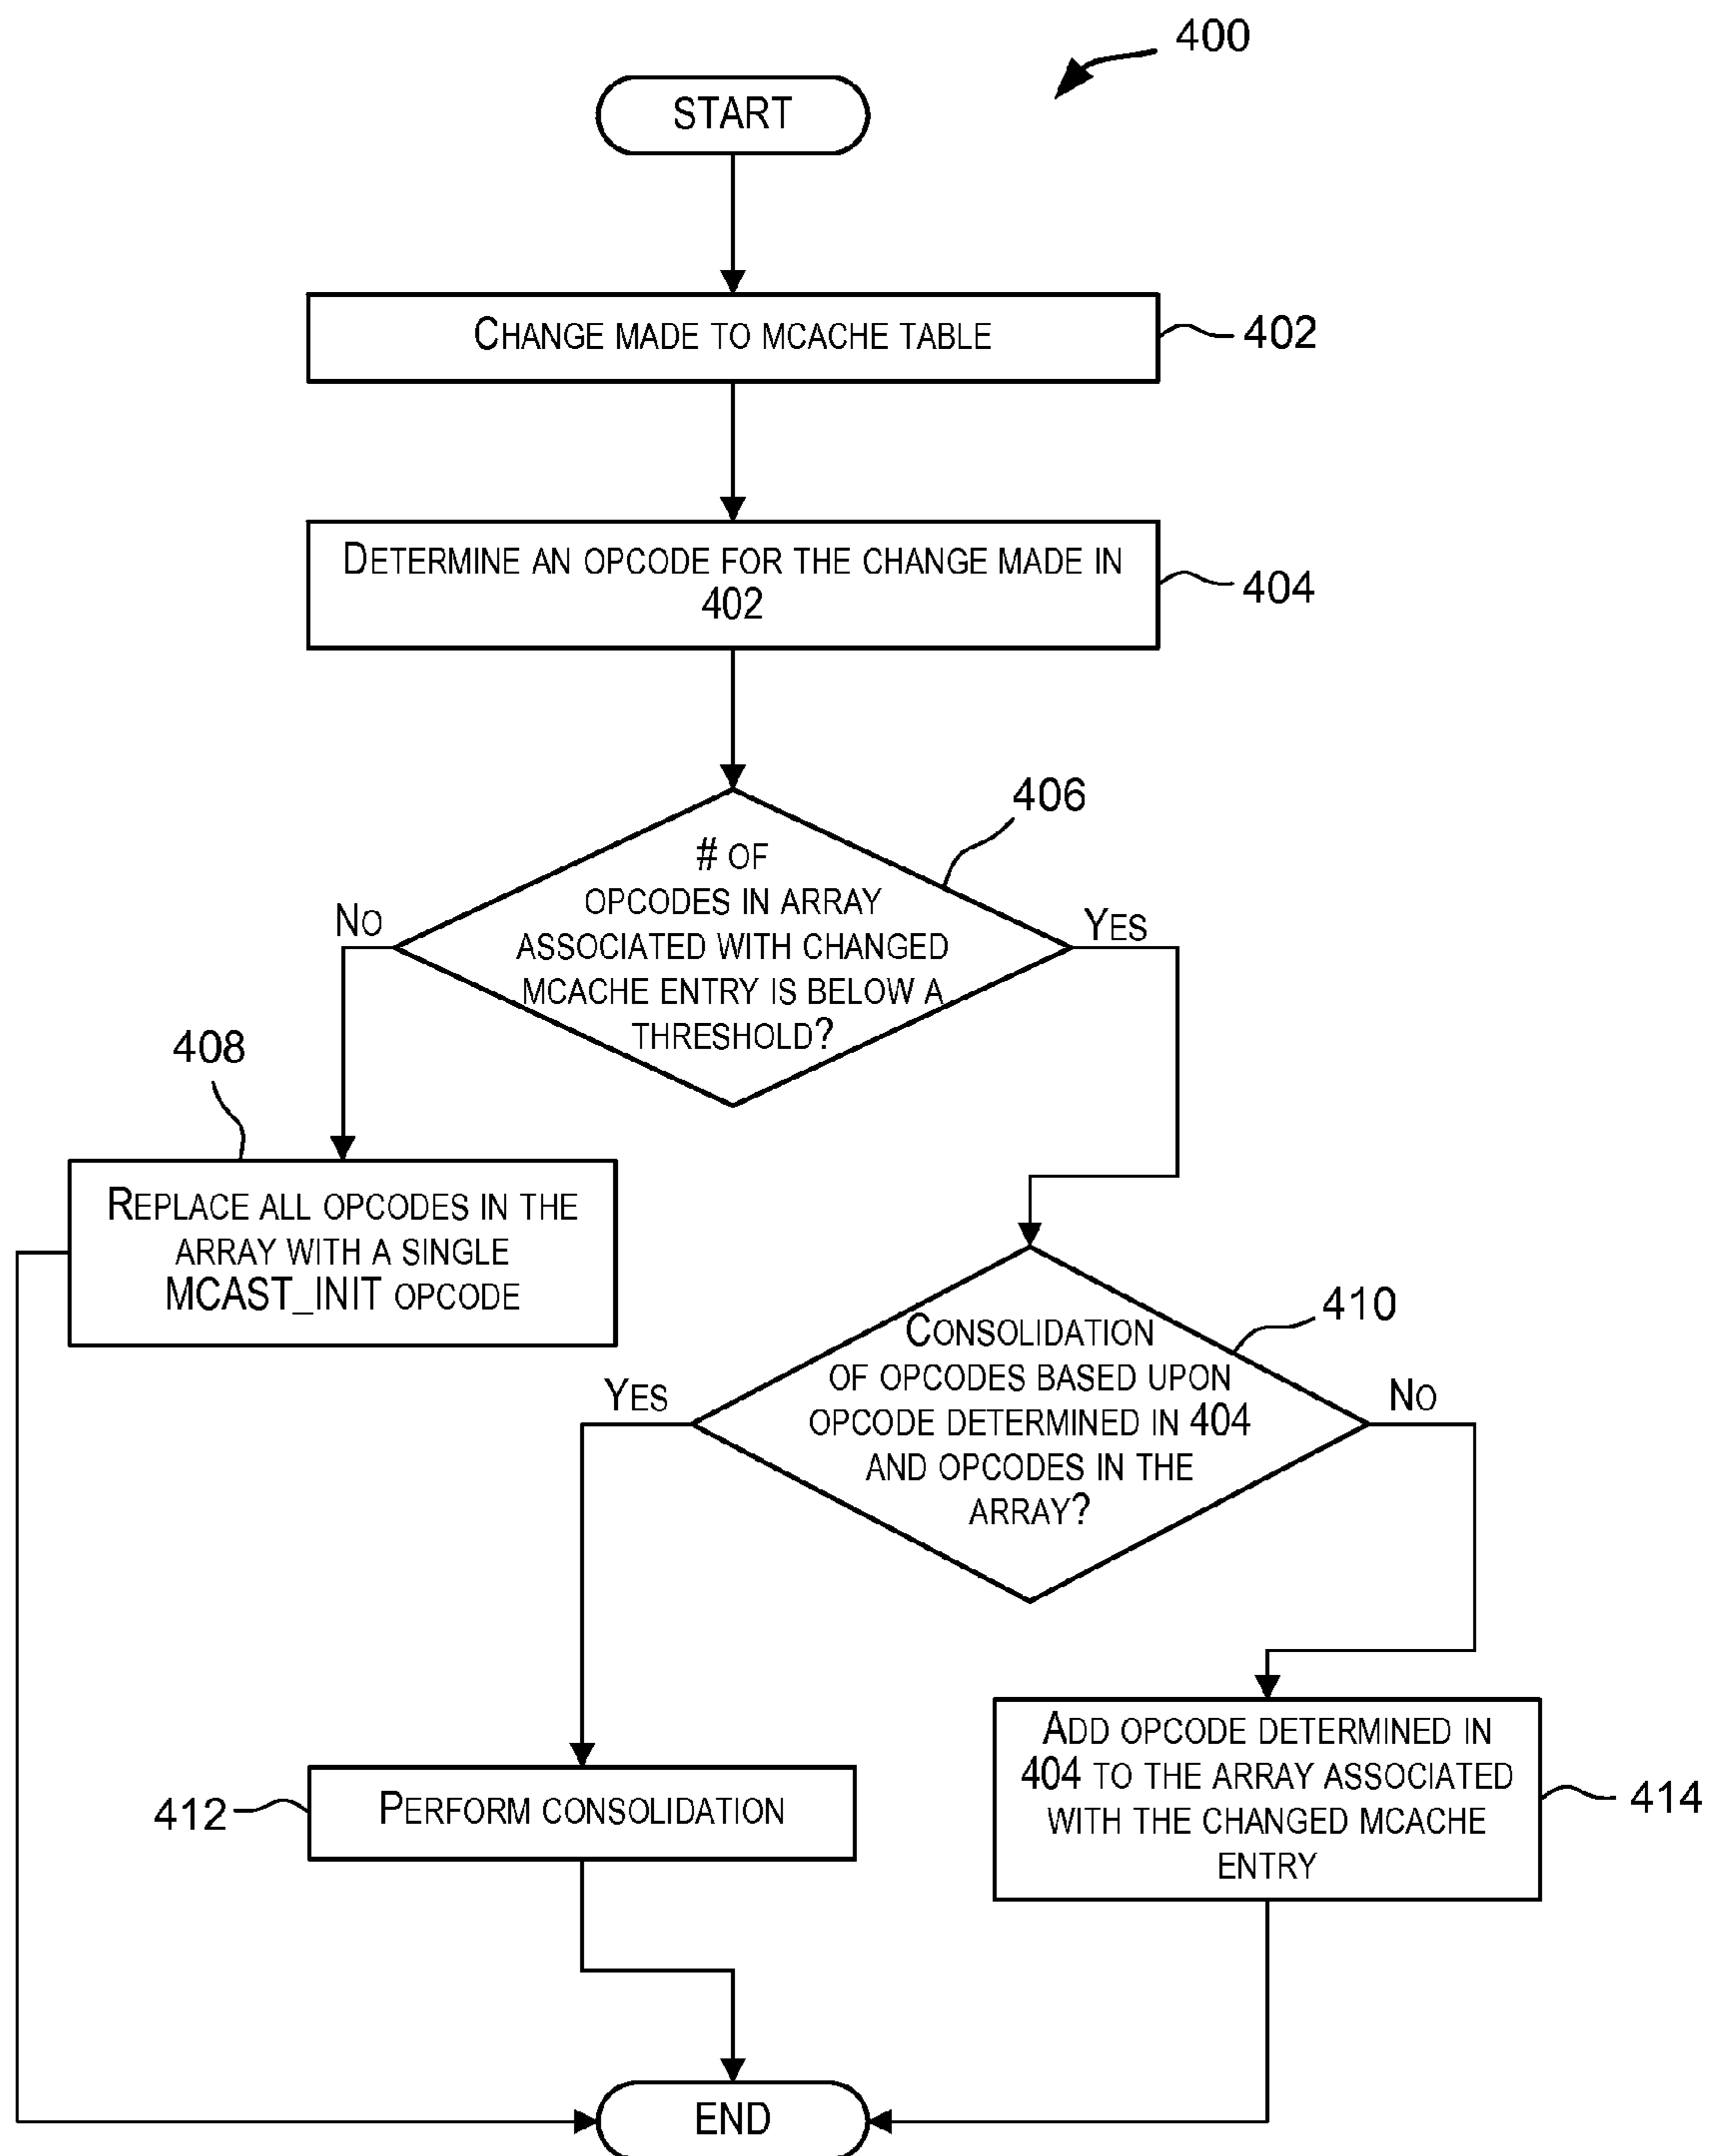 400
START
Change made to mcache table
402
Determine an opcode for the change made in
402
404
406
# of
opcodes in array
associated with changed
mcache entry is below a
threshold?
No
Yes
408
Replace all opcodes in the
array with a single
MCAST_INIT opcode
410
Consolidation
of opcodes based upon
opcode determined in 404
and opcodes in the
array?
Yes
No
412
Perform consolidation
Add opcode determined in
404 to the array associated
with the changed mcache
entry
414
END